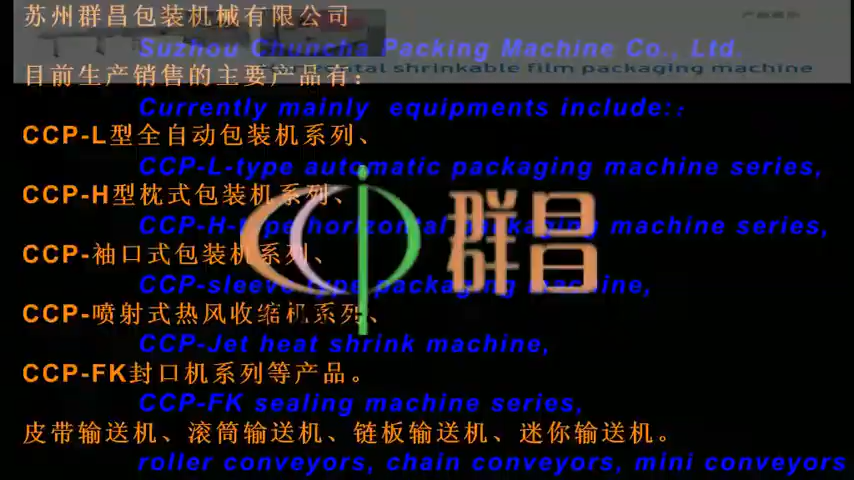 苏州群昌包装机械有限公司
Suzhou Chuncha Packing Machine Co., Ltd.
shrinkable film packaging machine
目前生产销售的主要产品有：
Currently mainly equipments include:：
CCP-L型全自动包装机系列、
CCP-L-type automatic packaging machine series,
CCP-H型枕式包装机系列、
CCP-H-type horizontal packaging machine series,
群昌
CCP-袖口式包装机系列、
CCP-sleeve type packaging machine,
CCP-喷射式热风收缩机系列、
CCP-Jet heat shrink machine,
CCP-FK封口机系列等产品。
CCP-FK sealing machine series,
皮带输送机、滚筒输送机、链板输送机、迷你输送机。
roller conveyors, chain conveyors, mini conveyors